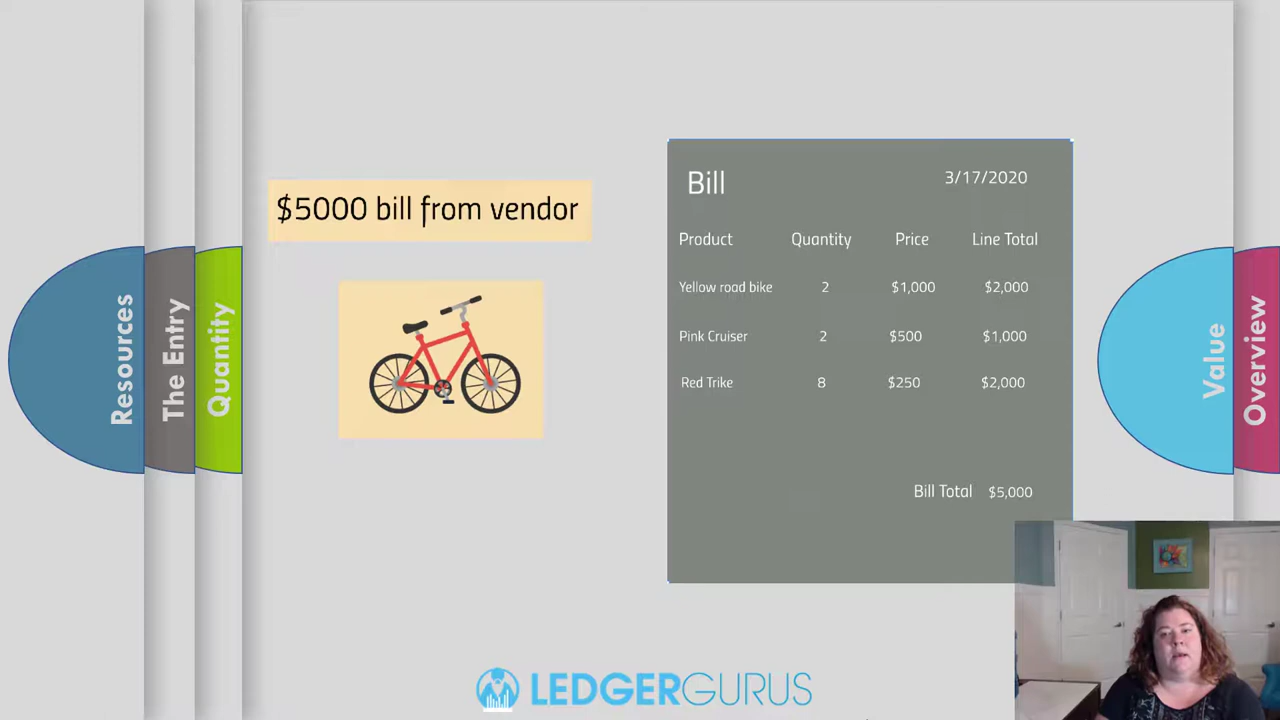 Resources
The Entry
Quantity
$5000 bill from vendor
Bill 3/17/2020
Product Quantity Price Line Total
Yellow road bike 2 $1,000 $2,000
Pink Cruiser 2 $500 $1,000
Red Trike 8 $250 $2,000
Bill Total $5,000
Value
Overview
LEDGERGURUS